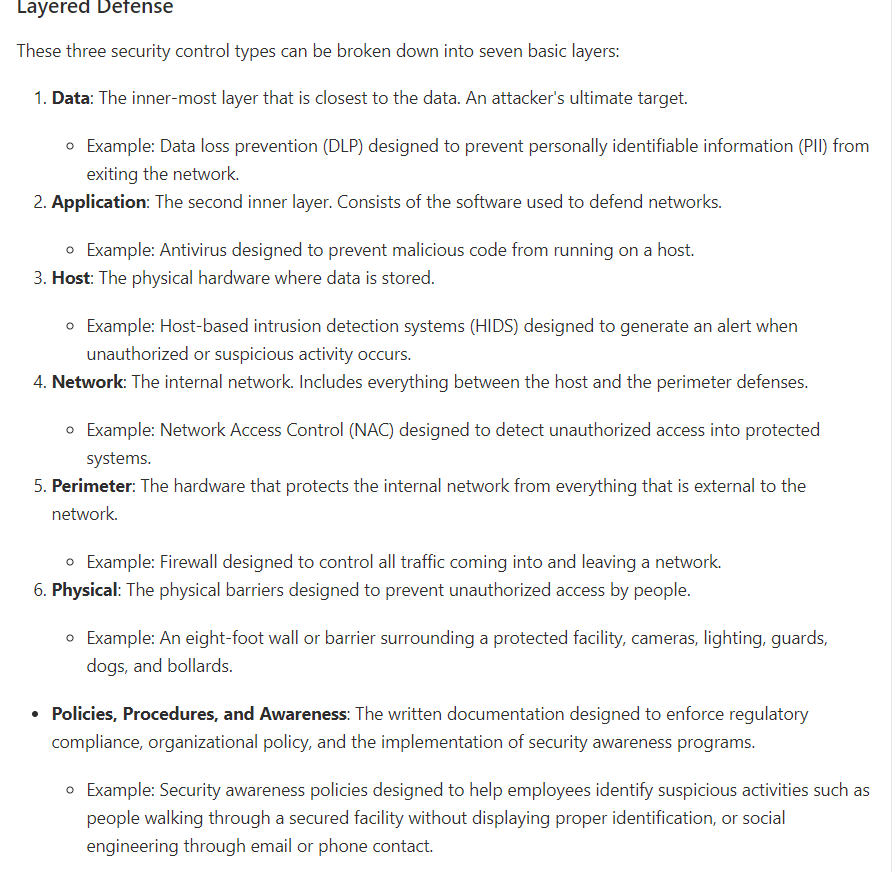 Layered Defense
These three security control types can be broken down into seven basic layers:
1. Data: The inner-most layer that is closest to the data. An attacker's ultimate target.
Example: Data loss prevention (DLP) designed to prevent personally identifiable information (PII) from
exiting the network.
2. Application: The second inner layer. Consists of the software used to defend networks.
Example: Antivirus designed to prevent malicious code from running on a host.
3. Host: The physical hardware where data is stored.
Example: Host-based intrusion detection systems (HIDS) designed to generate an alert when
unauthorized or suspicious activity occurs.
4. Network: The internal network. Includes everything between the host and the perimeter defenses.
Example: Network Access Control (NAC) designed to detect unauthorized access into protected
systems.
5. Perimeter: The hardware that protects the internal network from everything that is external to the
network.
Example: Firewall designed to control all traffic coming into and leaving a network.
6. Physical: The physical barriers designed to prevent unauthorized access by people.
Example: An eight-foot wall or barrier surrounding a protected facility, cameras, lighting, guards,
dogs, and bollards.
Policies, Procedures, and Awareness: The written documentation designed to enforce regulatory
compliance, organizational policy, and the implementation of security awareness programs.
Example: Security awareness policies designed to help employees identify suspicious activities such as
people walking through a secured facility without displaying proper identification, or social
engineering through email or phone contact.